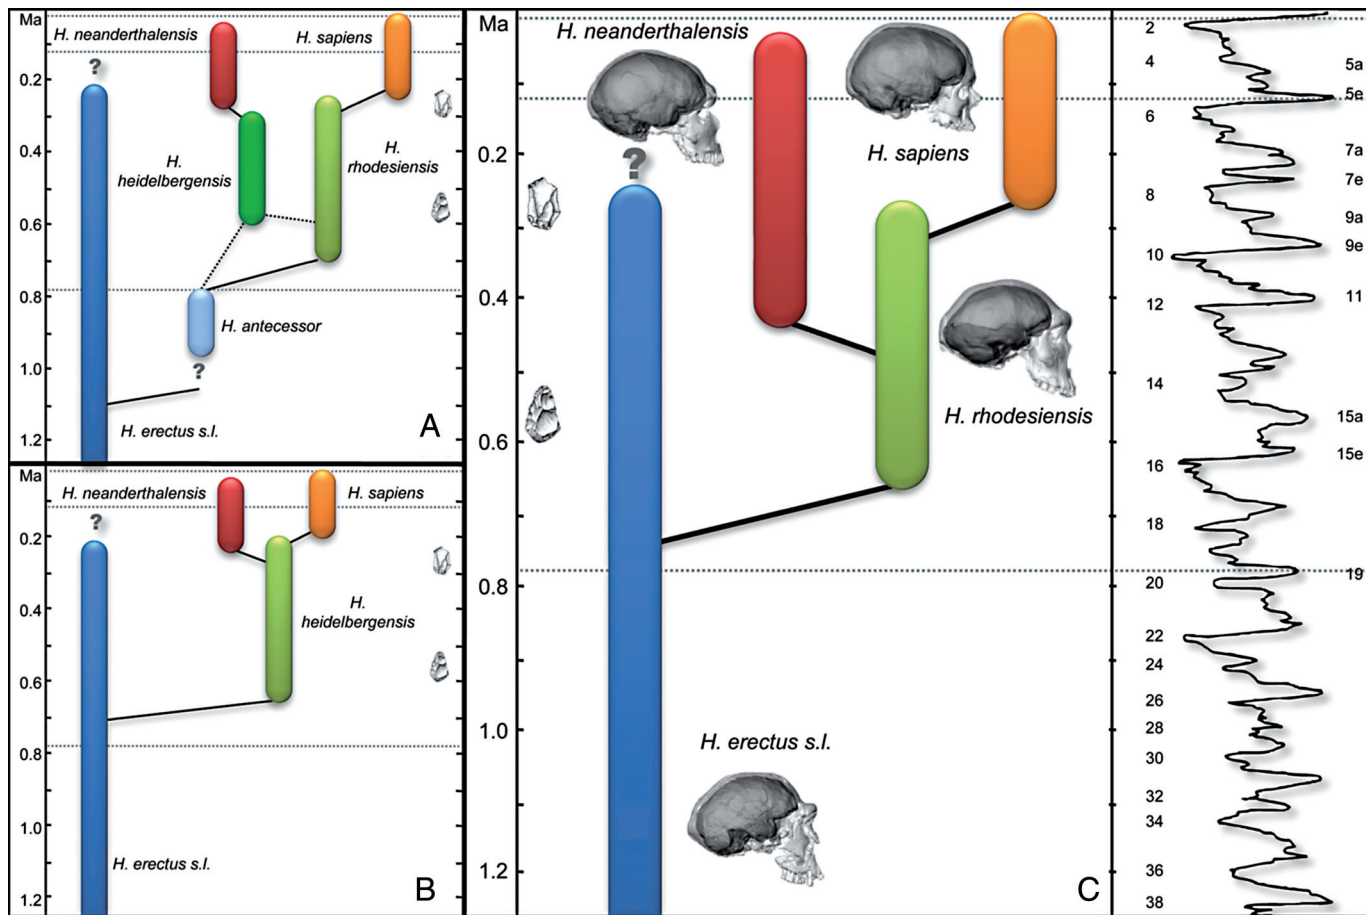 Ma
H. neanderthalensis
H. sapiens
?
0.2
0.4
H.
heidelbergensis
H.
rhodesiensis
0.6
0.8
H. antecessor
1.0
?
H. erectus s.l.
1.2
A
Ma
H. neanderthalensis
H. sapiens
?
0.2
0.4
H.
heidelbergensis
0.6
0.8
1.0
H. erectus s.l.
1.2
B
Ma
H. neanderthalensis
H. sapiens
?
0.2
0.4
H. rhodesiensis
0.6
0.8
1.0
H. erectus s.l.
1.2
C
2
4
5a
5e
6
7a
7e
8
9a
9e
10
11
12
14
15a
15e
16
18
19
20
22
24
26
28
30
32
34
36
38